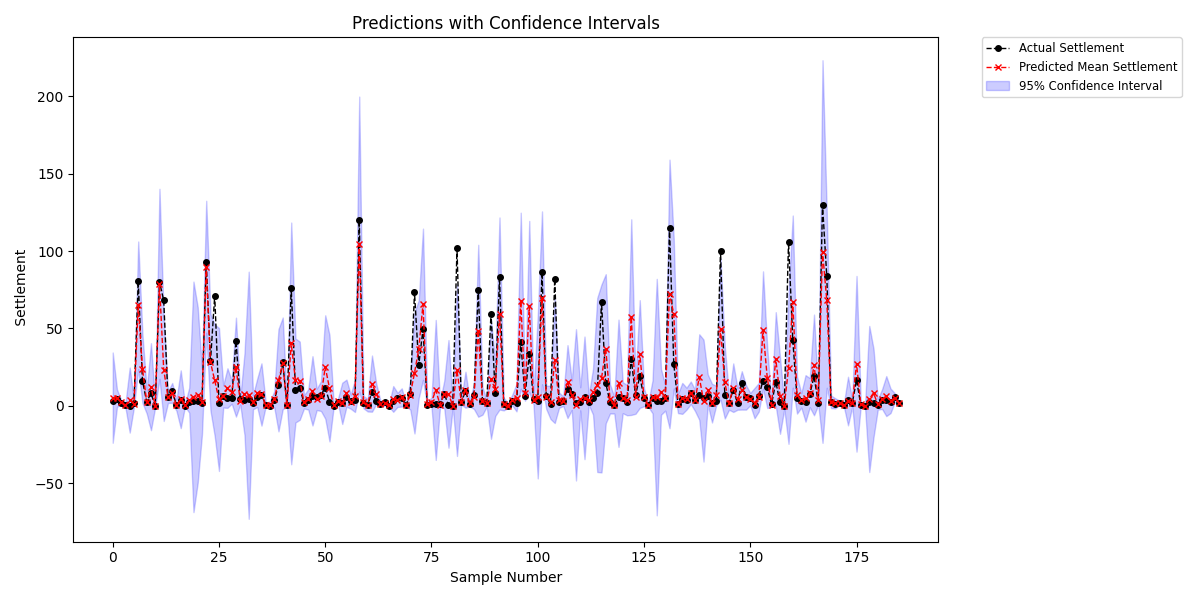 Predictions with Confidence Intervals
Actual Settlement
Predicted Mean Settlement
95% Confidence Interval
Settlement
200
150
100
50
0
−50
0 25 50 75 100 125 150 175
Sample Number